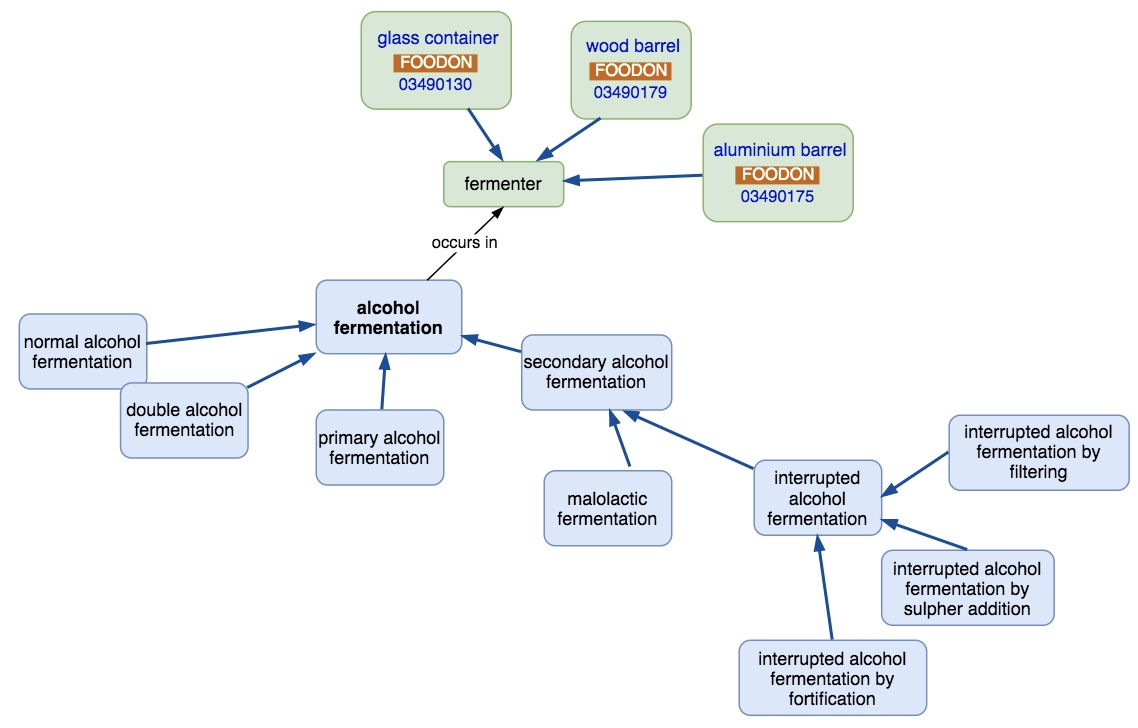 glass container
FOODON
03490130
wood barrel
FOODON
03490179
aluminium barrel
FOODON
03490175
fermenter
occurs in
alcohol
fermentation
normal alcohol
fermentation
double alcohol
fermentation
primary alcohol
fermentation
secondary alcohol
fermentation
malolactic
fermentation
interrupted
alcohol
fermentation
interrupted alcohol
fermentation by
filtering
interrupted alcohol
fermentation by
sulpher addition
interrupted alcohol
fermentation by
fortification